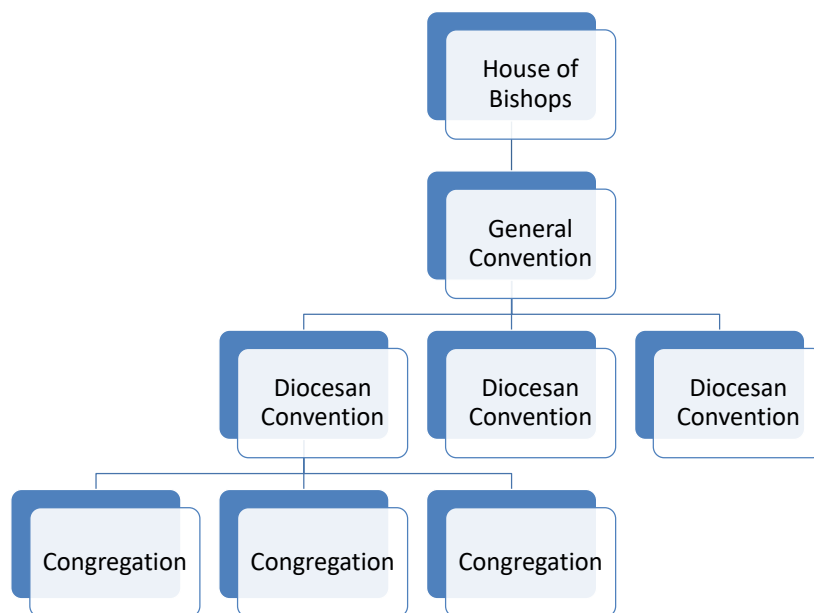 House of
Bishops
General
Convention
Diocesan
Convention
Diocesan
Convention
Diocesan
Convention
Congregation
Congregation
Congregation